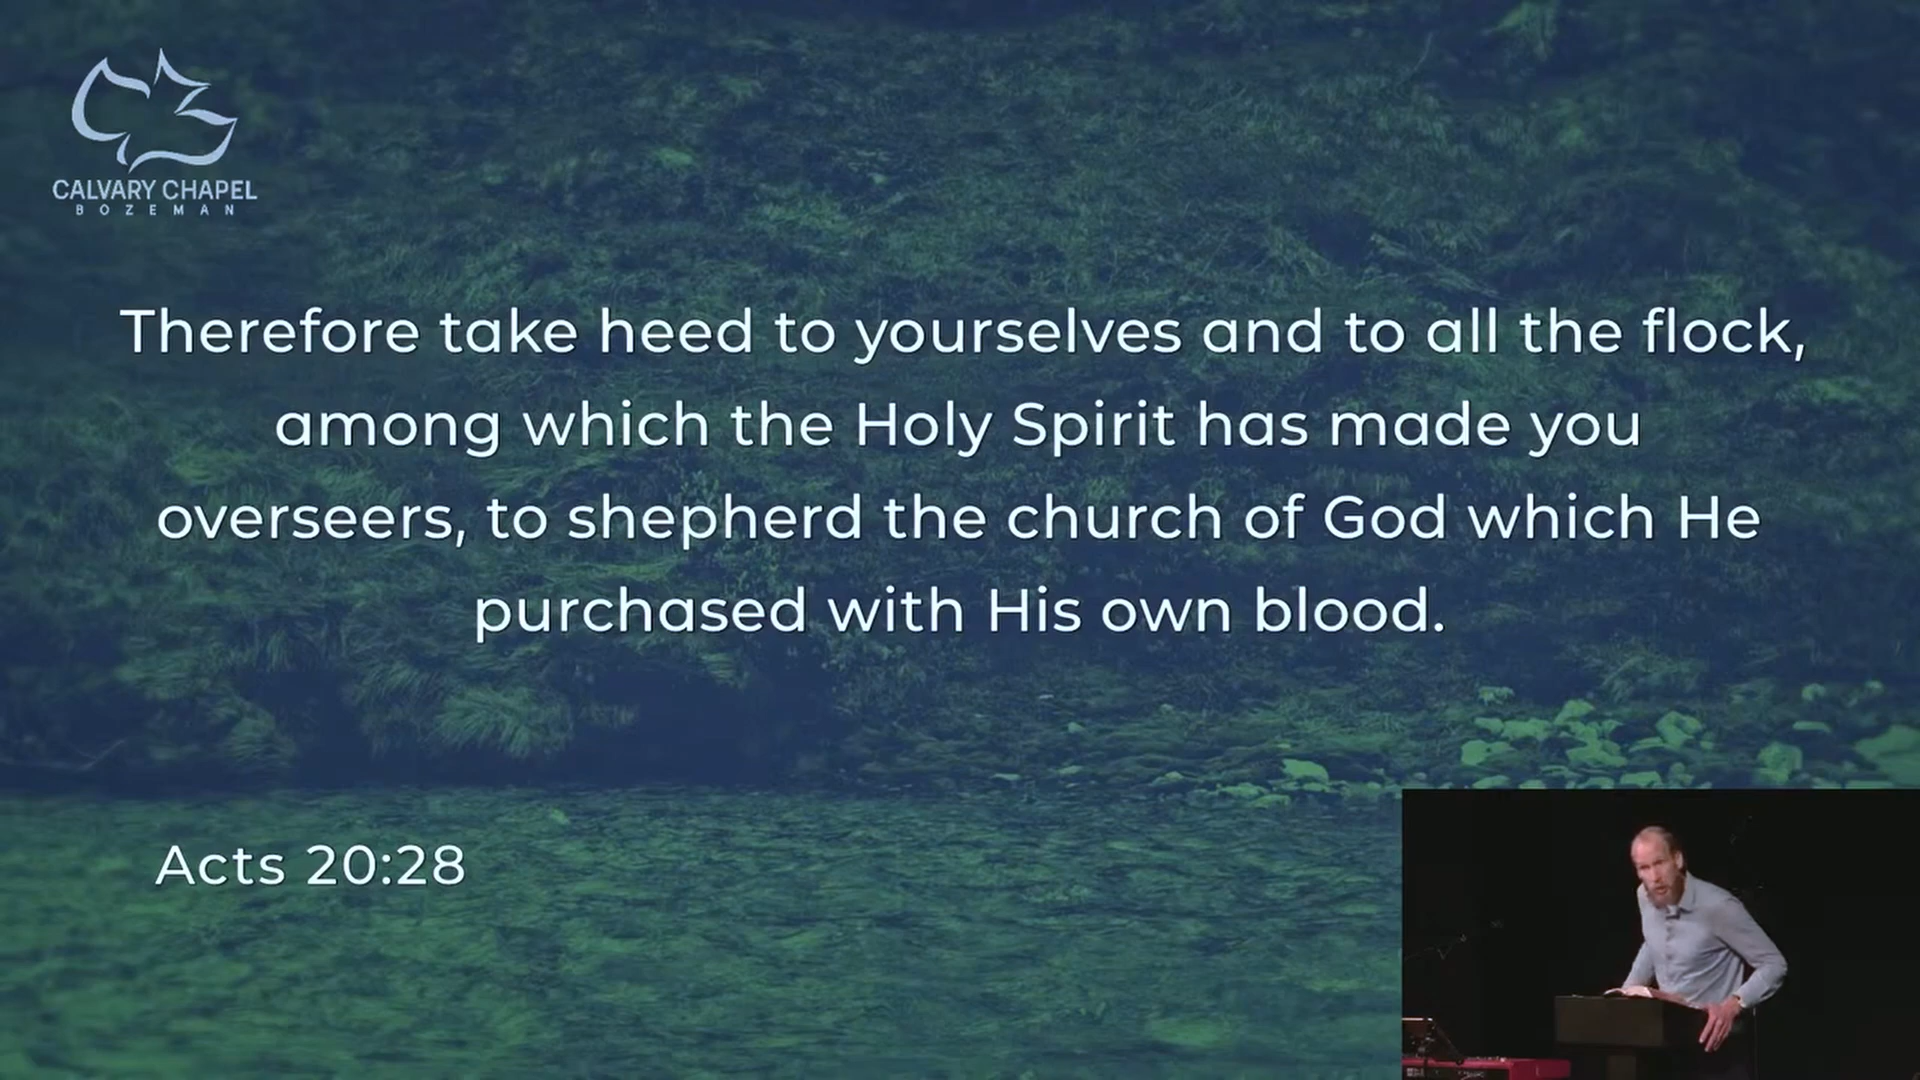 CALVARY CHAPEL
BOZEMAN
Therefore take heed to yourselves and to all the flock,
among which the Holy Spirit has made you
overseers, to shepherd the church of God which He
purchased with His own blood.
Acts 20:28